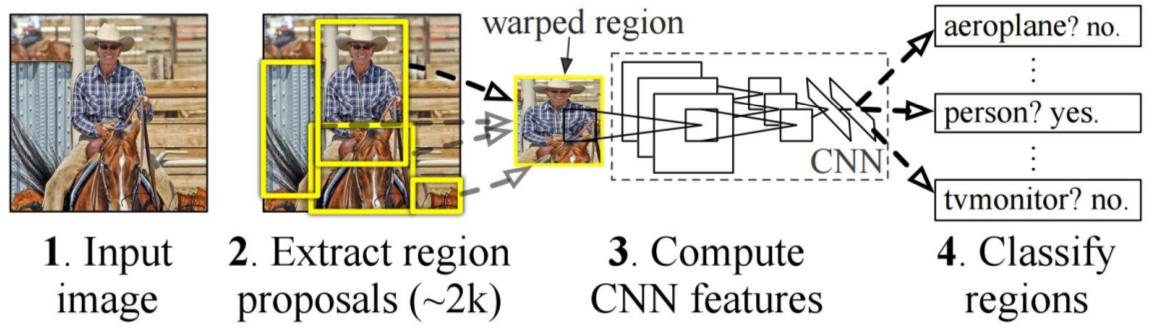 warped region
aeroplane? no.
person? yes.
CNN
tvmonitor? no.
1. Input
image
2. Extract region
proposals (~2k)
3. Compute
CNN features
4. Classify
regions